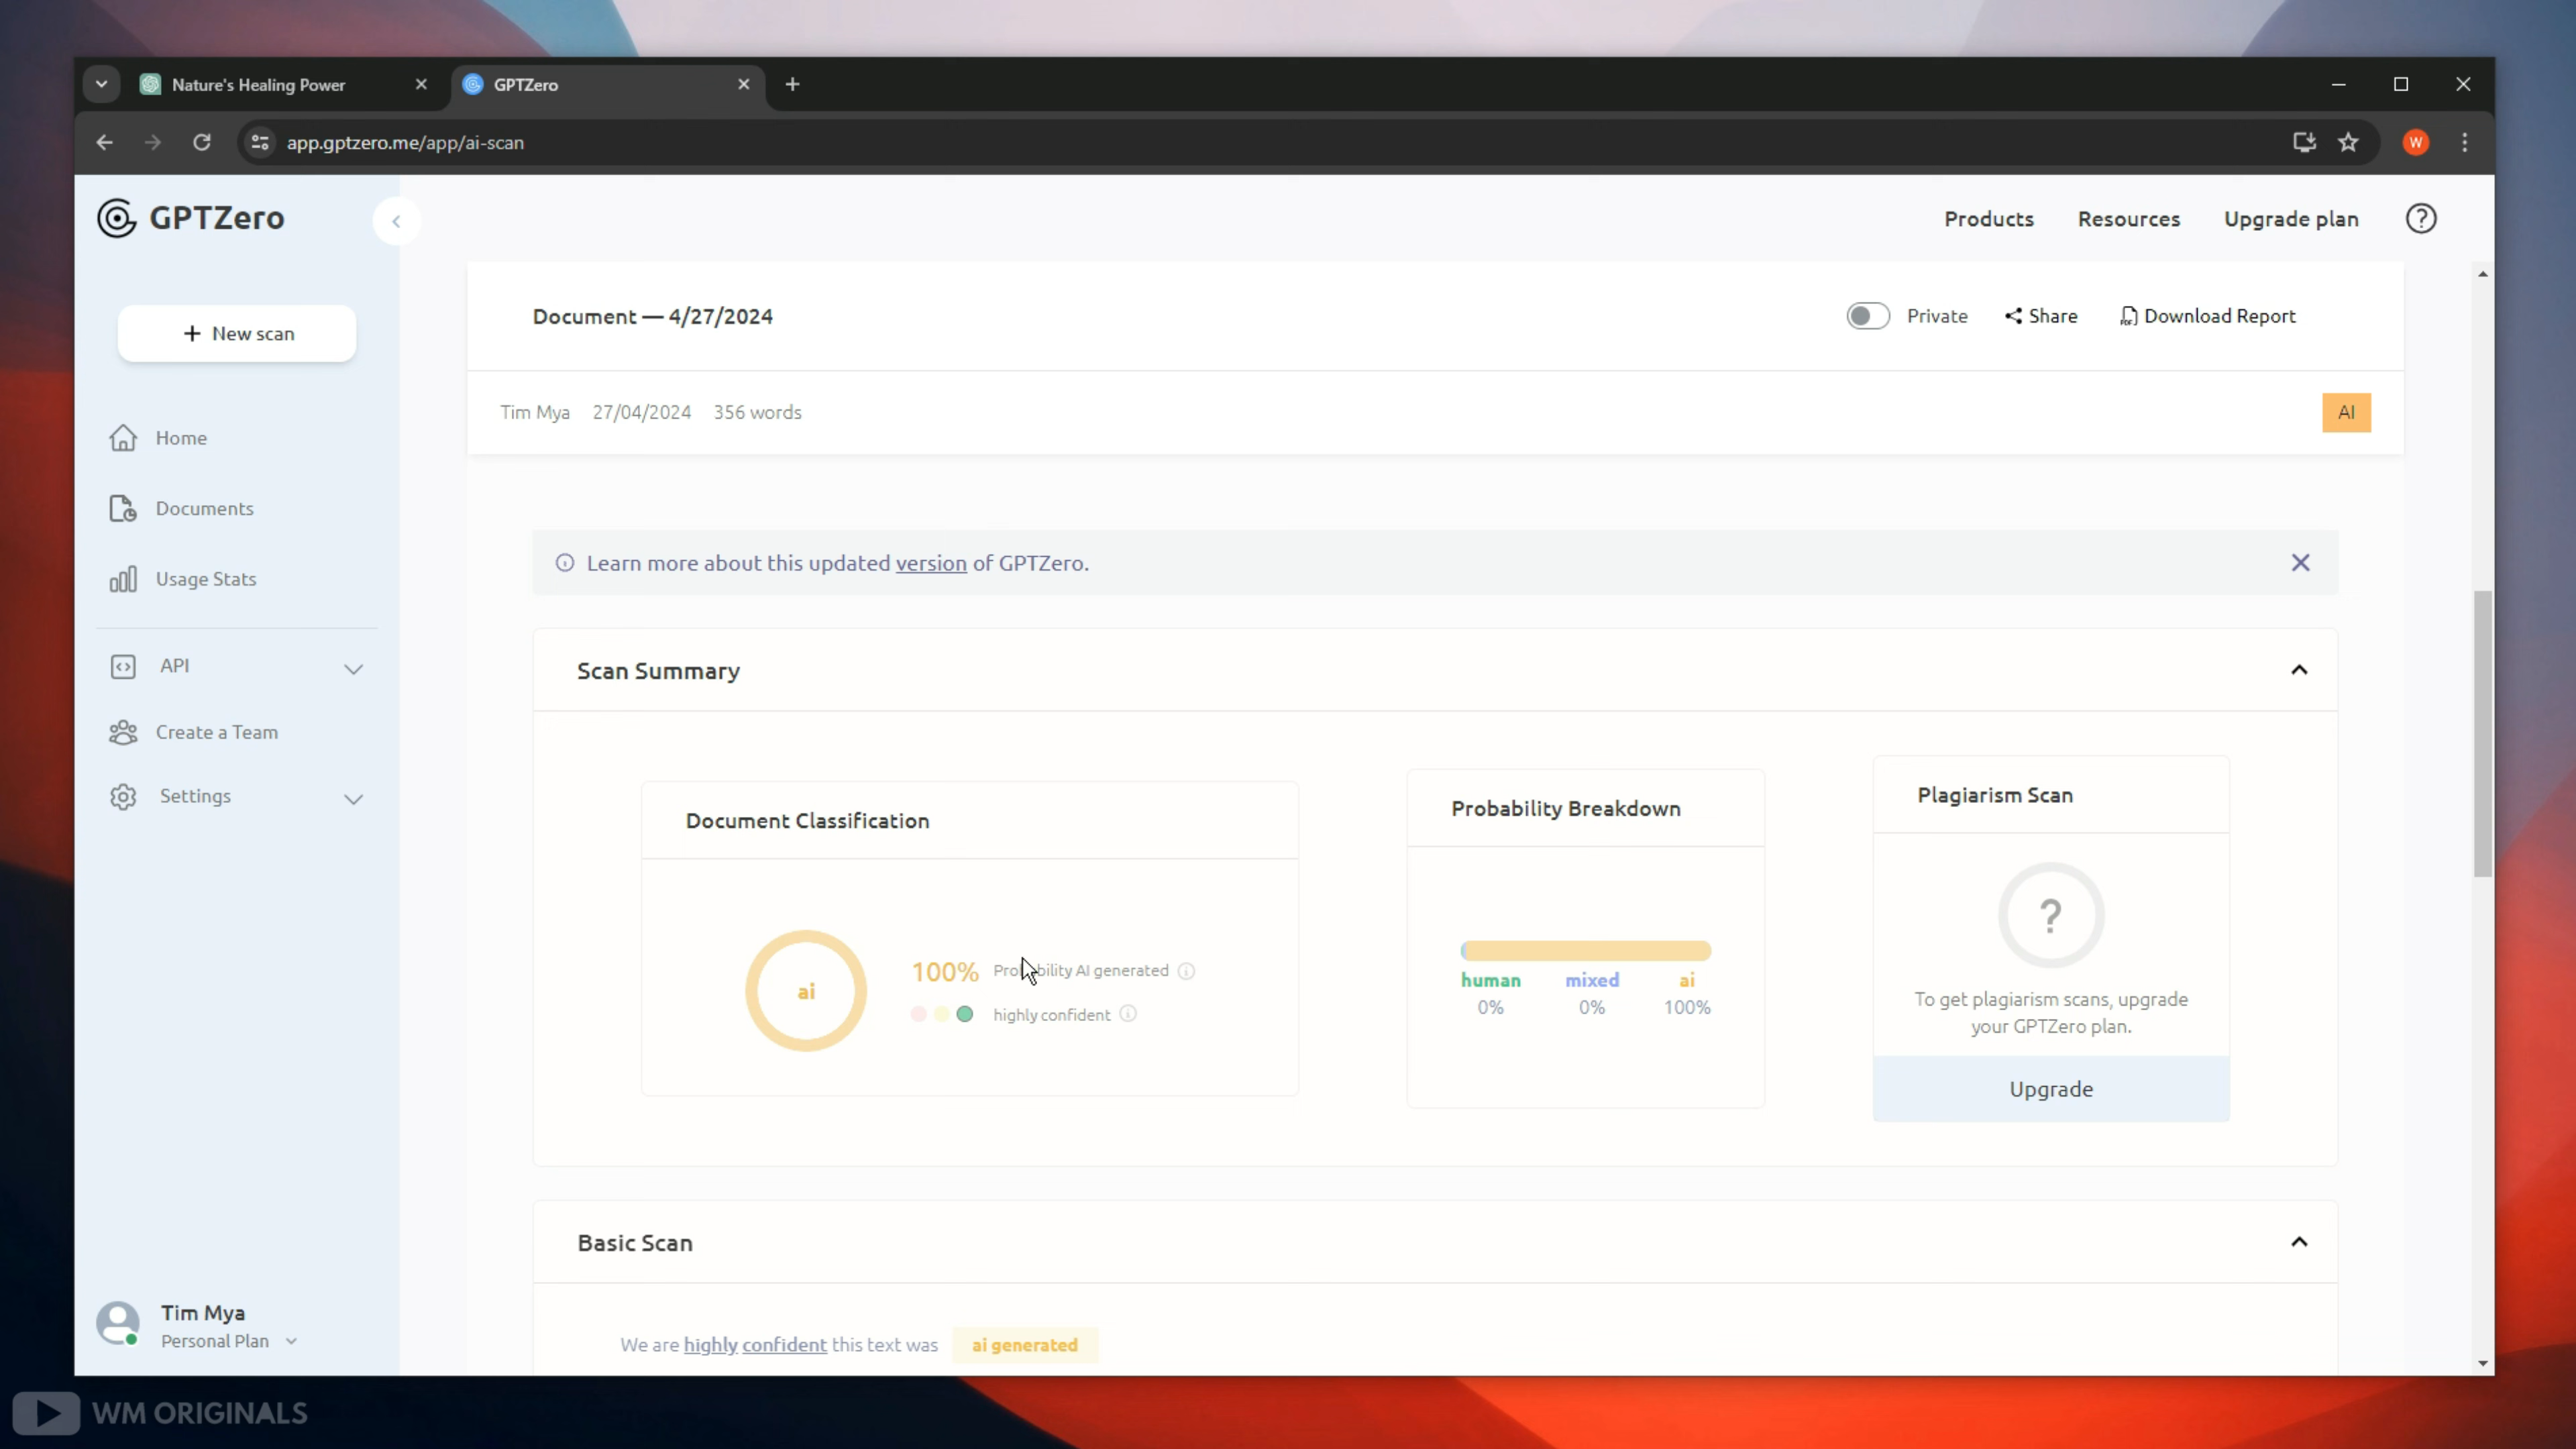 Nature's Healing Power
GPTZero
app.gptzero.me/app/ai-scan
W
GPTZero
Products Resources Upgrade plan ?
+ New scan
Document — 4/27/2024
Private Share Download Report
Tim Mya 27/04/2024 356 words
AI
Home
Documents
Usage Stats
API
Create a Team
Settings
Learn more about this updated version of GPTZero.
Scan Summary
Document Classification
ai
100% Probability AI generated
highly confident
Probability Breakdown
human mixed ai
0% 0% 100%
Plagiarism Scan
?
To get plagiarism scans, upgrade
your GPTZero plan.
Upgrade
Basic Scan
We are highly confident this text was ai generated
Tim Mya
Personal Plan
WM ORIGINALS